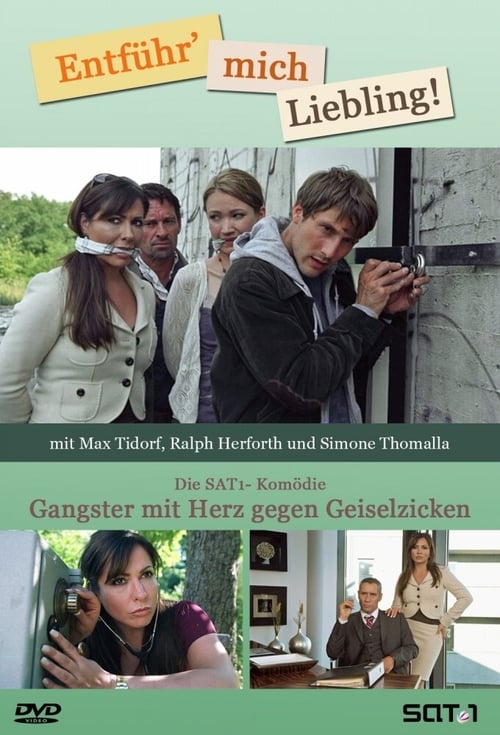 Entführ'
mich
Liebling!
mit Max Tidorf, Ralph Herforth und Simone Thomalla
Die SAT1- Komödie
Gangster mit Herz gegen Geiselzicken
DVD
VIDEO
SAT.1